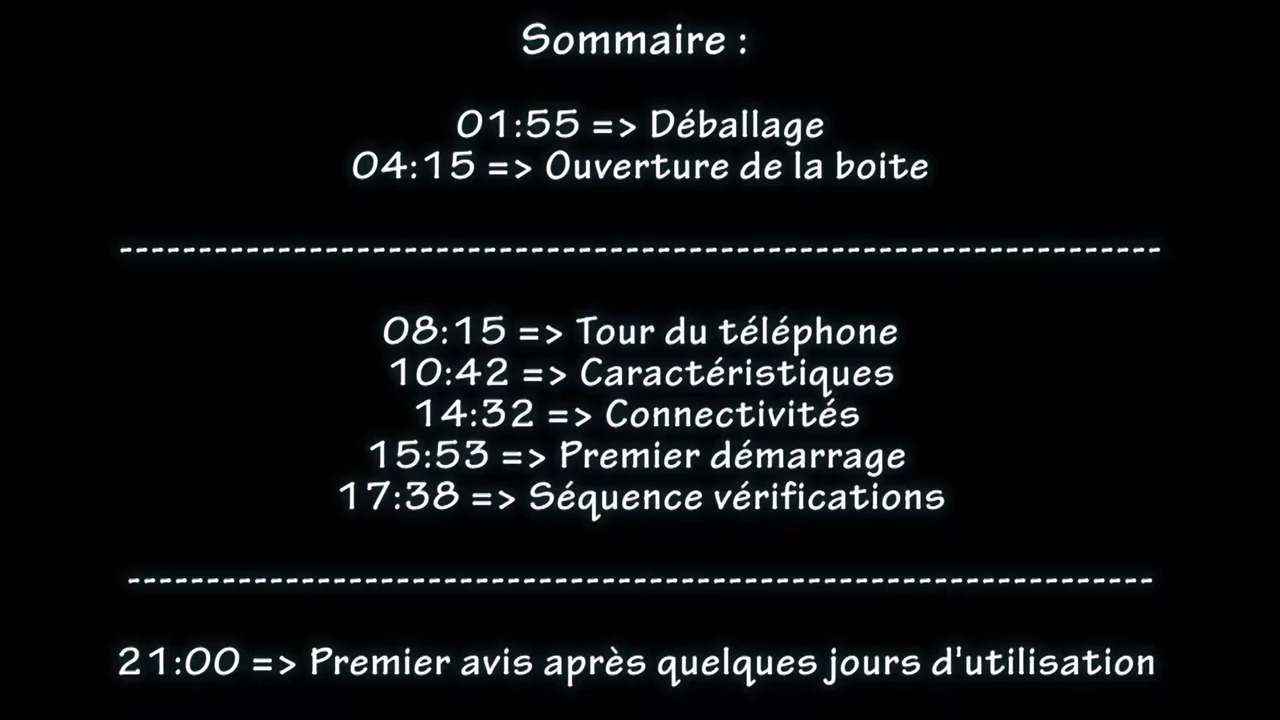 Sommaire :
01:55 => Déballage
04:15 => Ouverture de la boite
------------------------------------------------------------------
08:15 => Tour du téléphone
10:42 => Caractéristiques
14:32 => Connectivités
15:53 => Premier démarrage
17:38 => Séquence vérifications
-----------------------------------------------------------------
21:00 => Premier avis après quelques jours d'utilisation